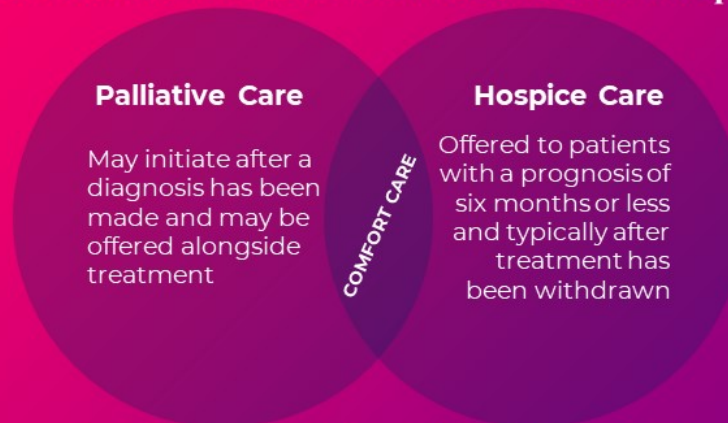 Palliative Care
May initiate after a
diagnosis has been
made and may be
offered alongside
treatment
COMFORT CARE
Hospice Care
Offered to patients
with a prognosis of
six months or less
and typically after
treatment has
been withdrawn